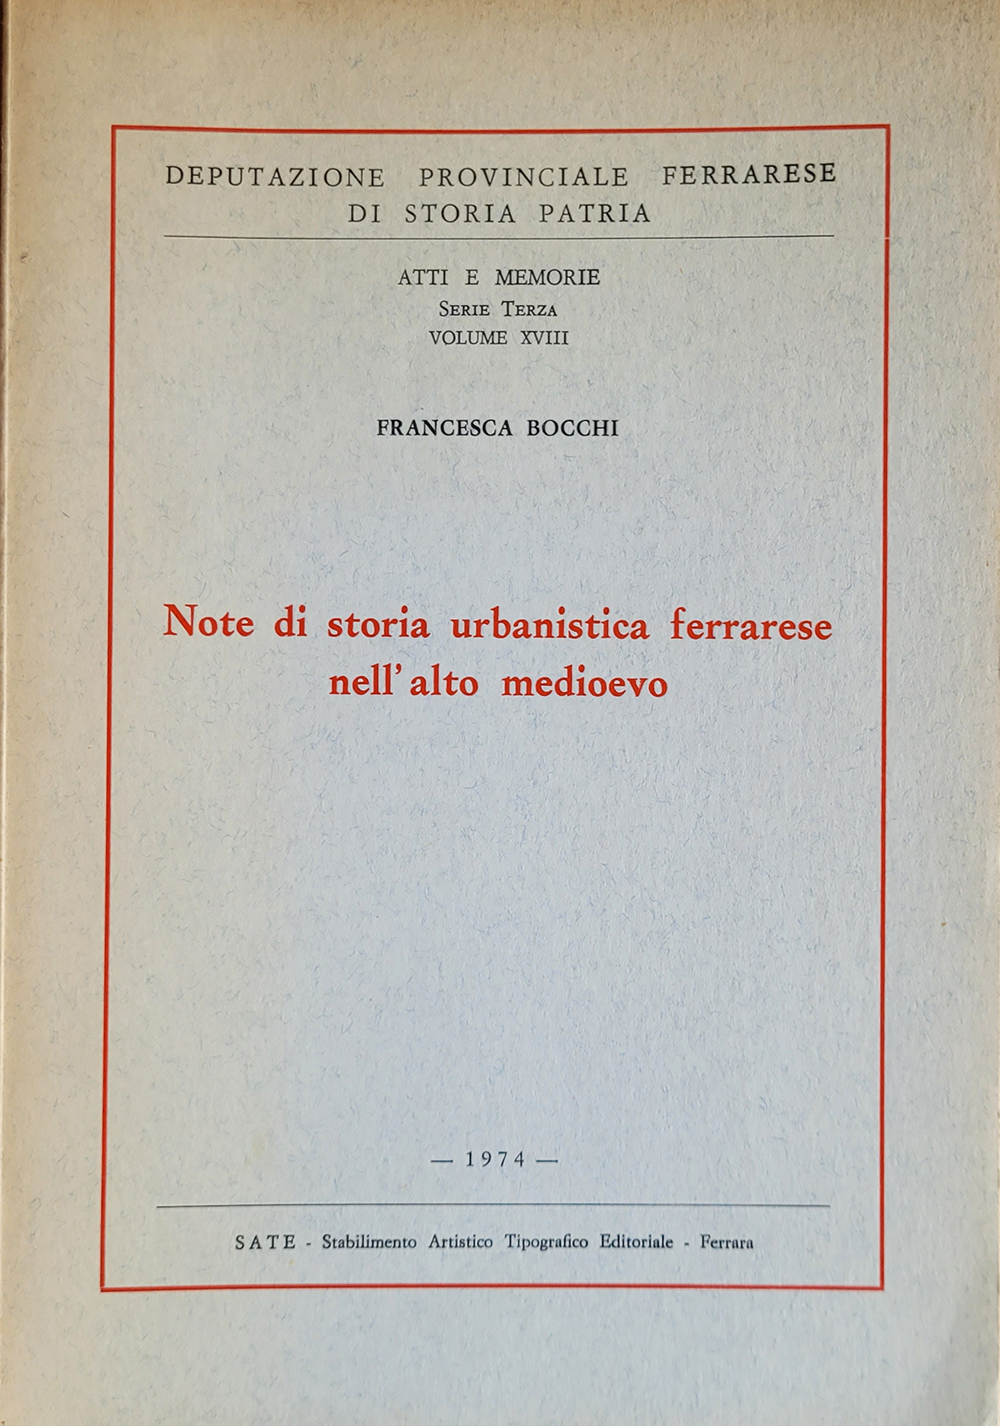 DEPUTAZIONE PROVINCIALE FERRARESE
DI STORIA PATRIA
ATTI E MEMORIE
SERIE TERZA
VOLUME XVIII
FRANCESCA BOCCHI
Note di storia urbanistica ferrarese
nell' alto medioevo
— 1974 —
SATE - Stabilimento Artistico Tipografico Editoriale - Ferrara